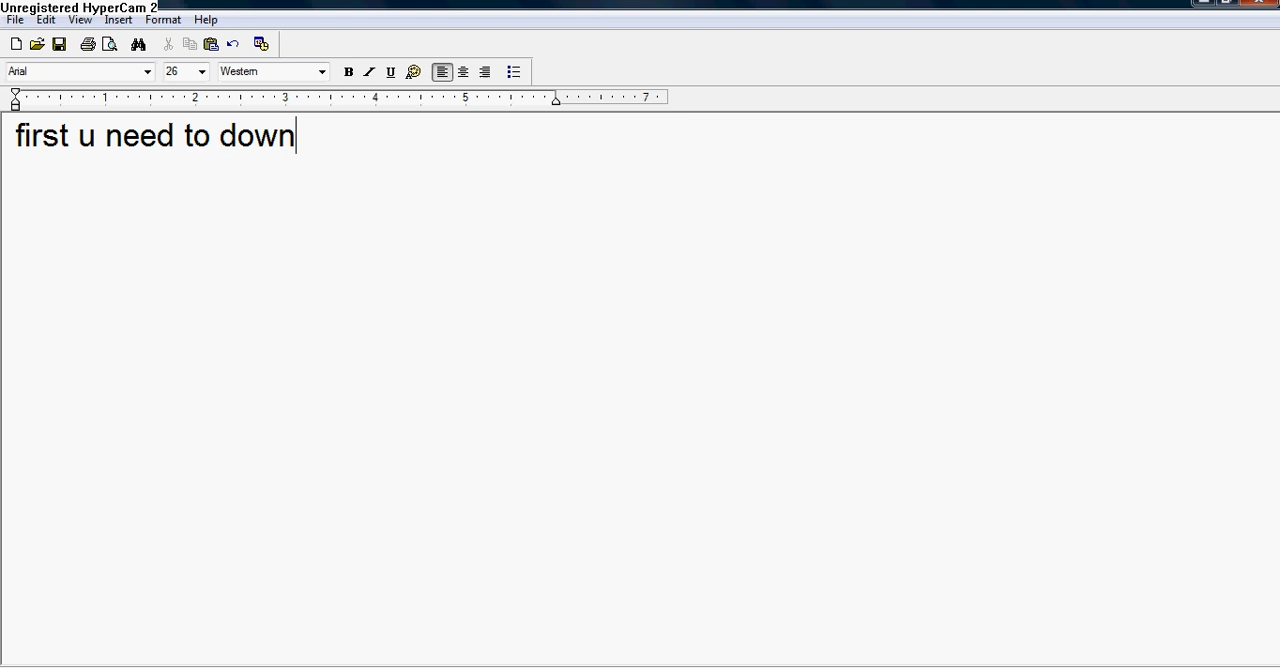 Unregistered HyperCam 2
File Edit View Insert Format Help
Arial 26 Western B I U
1 2 3 4 5 7
first u need to down